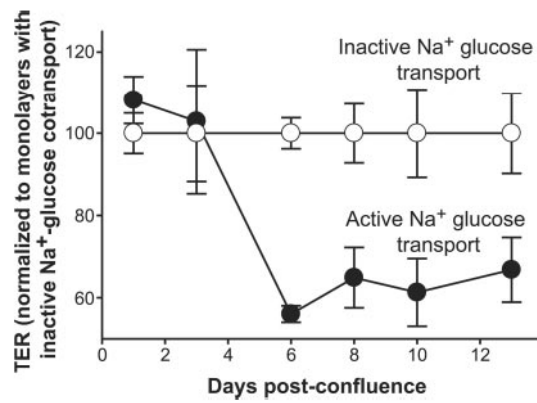 TER (normalized to monolayers with
inactive Na⁺-glucose cotransport)
120
100
80
60
Inactive Na⁺ glucose
transport
Active Na⁺ glucose
transport
0 2 4 6 8 10 12
Days post-confluence